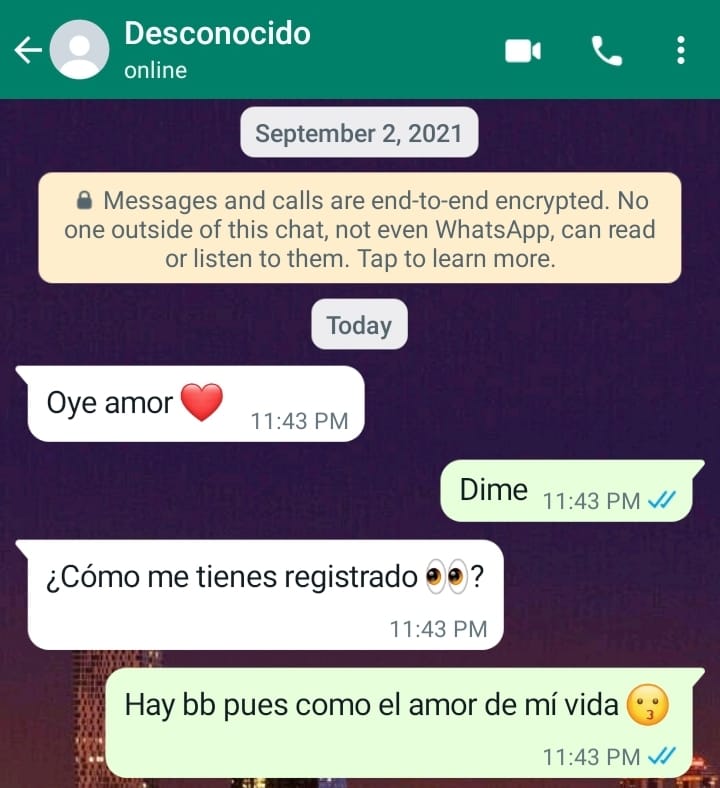 Desconocido
online
September 2, 2021
Messages and calls are end-to-end encrypted. No
one outside of this chat, not even WhatsApp, can read
or listen to them. Tap to learn more.
Today
Oye amor ❤️
11:43 PM
Dime
11:43 PM
¿Cómo me tienes registrado 👀?
11:43 PM
Hay bb pues como el amor de mí vida 😗
11:43 PM